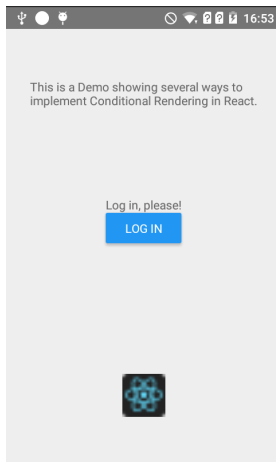 16:53
This is a Demo showing several ways to
implement Conditional Rendering in React.
Log in, please!
LOG IN